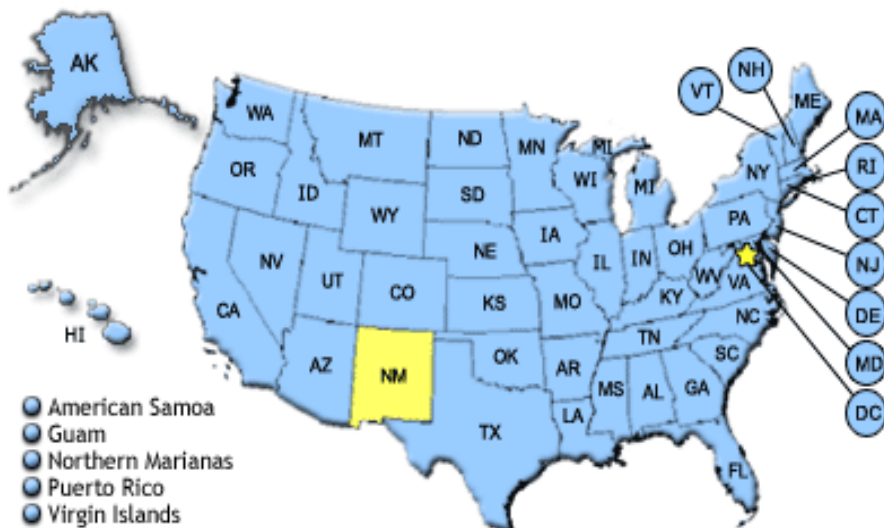 AK
NH
VT
ME
WA
MT
ND
MN
MI
MA
OR
ID
SD
WI
MI
NY
RI
WY
PA
CT
NV
UT
NE
IA
IL
IN
OH
WV
VA
NJ
CA
CO
KS
MO
KY
DE
HI
AZ
NM
OK
AR
TN
NC
SC
MD
TX
LA
MS
AL
GA
DC
FL
American Samoa
Guam
Northern Marianas
Puerto Rico
Virgin Islands